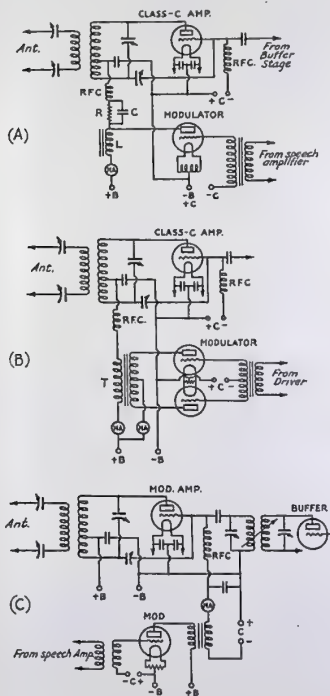 CLASS-C AMP.
Ant.
From Buffer Stage
RFC.
+C-
RFC
R
C
(A)
MODULATOR
L
From speech amplifier
MA
+B
-B
+C
-C
CLASS-C AMP.
Ant.
RFC
+C-
R.F.C.
MODULATOR
(B)
T
+C-
From Driver
MA
MA
+B
-B
MOD. AMP.
BUFFER
Ant.
RFC
+B
-B
MA
+
C
-
(C)
MOD
From speech Amp.
-C+
-B
+B